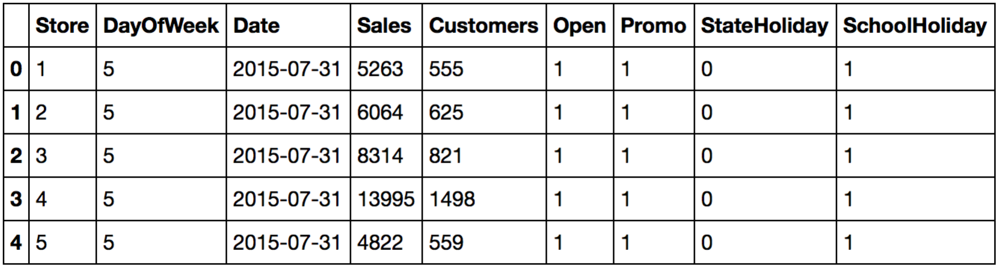 Store DayOfWeek Date Sales Customers Open Promo StateHoliday SchoolHoliday
0 1 5 2015-07-31 5263 555 1 1 0 1
1 2 5 2015-07-31 6064 625 1 1 0 1
2 3 5 2015-07-31 8314 821 1 1 0 1
3 4 5 2015-07-31 13995 1498 1 1 0 1
4 5 5 2015-07-31 4822 559 1 1 0 1